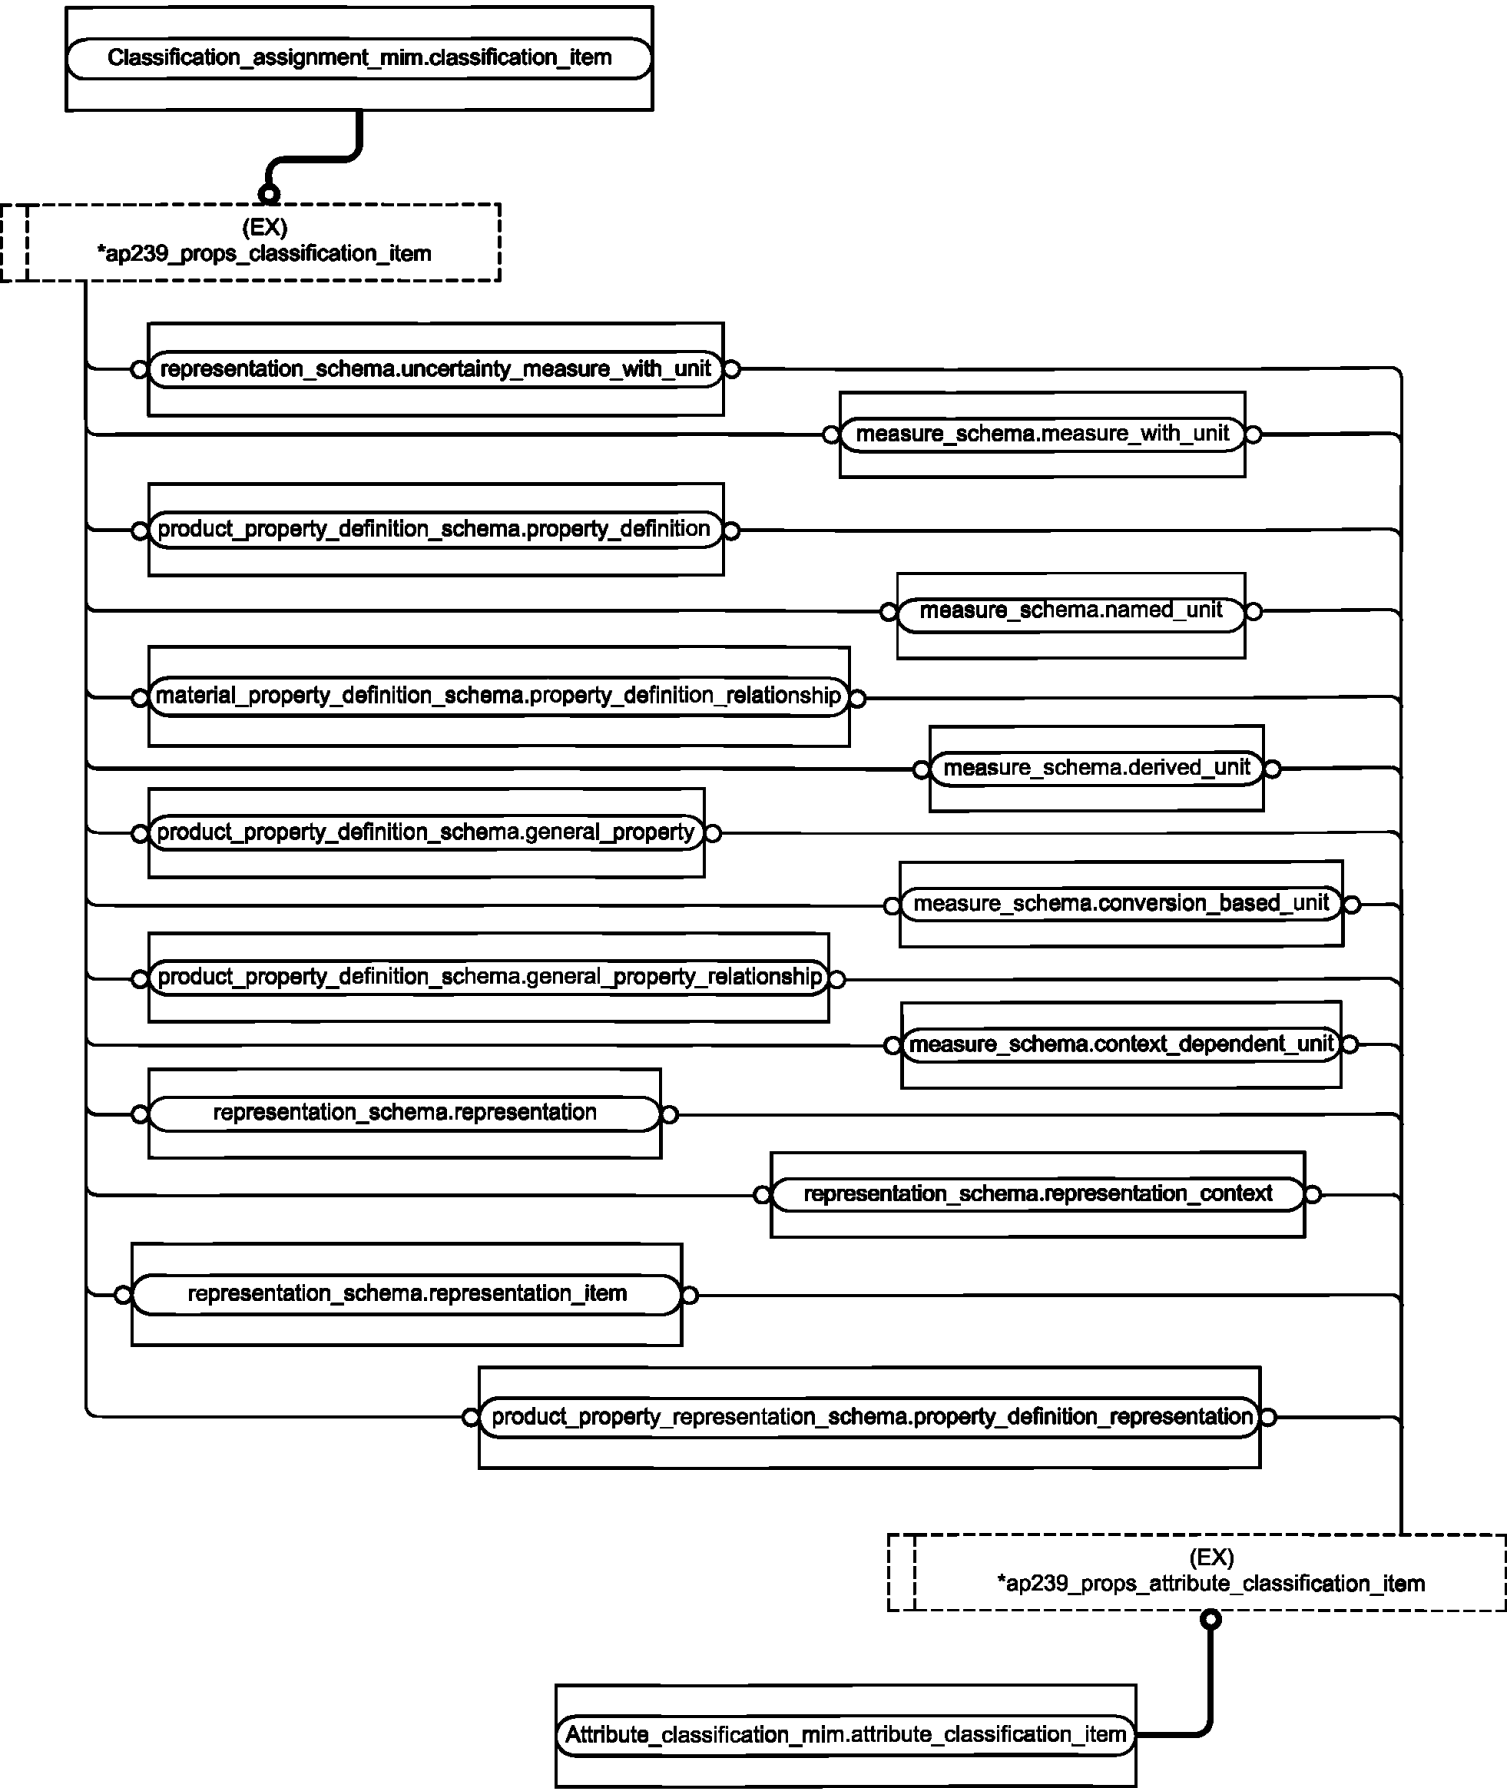 Classification_assignment_mim.classification_item
(EX)
*ap239_props_classification_item
representation_schema.uncertainty_measure_with_unit
measure_schema.measure_with_unit
product_property_definition_schema.property_definition
measure_schema.named_unit
material_property_definition_schema.property_definition_relationship
measure_schema.derived_unit
product_property_definition_schema.general_property
measure_schema.conversion_based_unit
product_property_definition_schema.general_property_relationship
measure_schema.context_dependent_unit
representation_schema.representation
representation_schema.representation_context
representation_schema.representation_item
product_property_representation_schema.property_definition_representation
(EX)
*ap239_props_attribute_classification_item
Attribute_classification_mim.attribute_classification_item